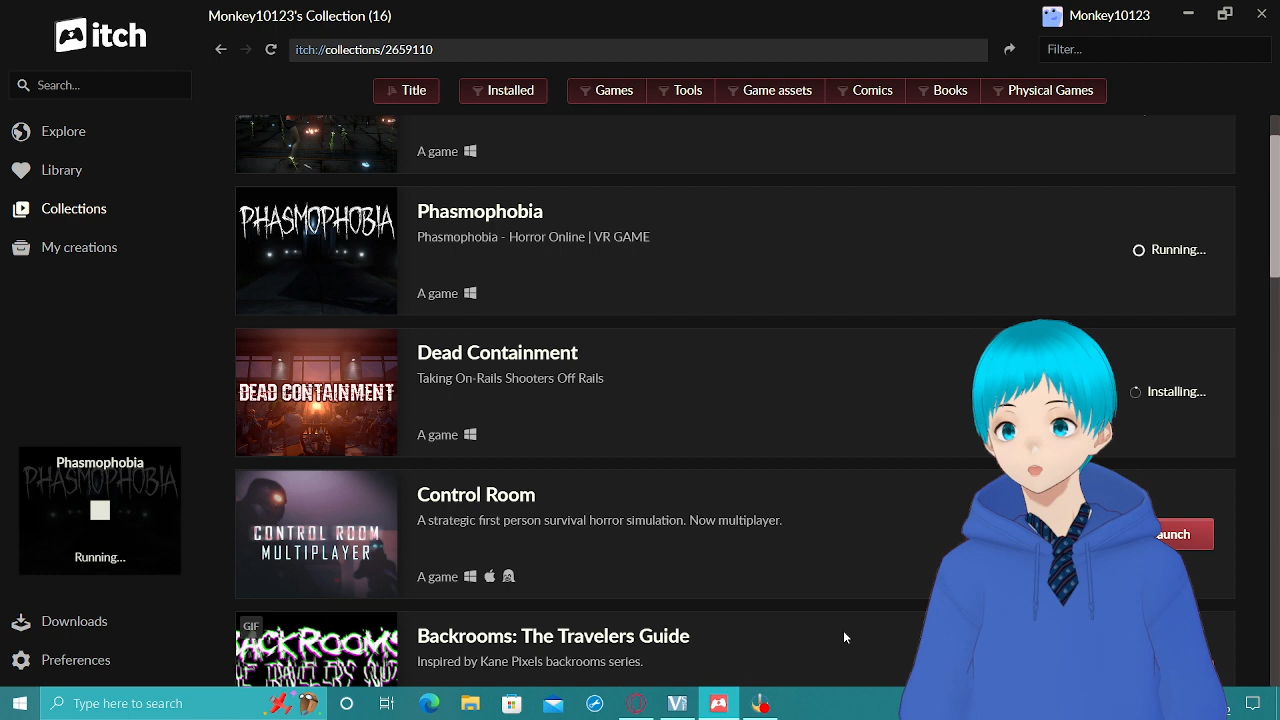 Monkey10123's Collection (16)
Monkey10123
itch
itch://collections/2659110
Filter...
Search...
Title
Installed
Games
Tools
Game assets
Comics
Books
Physical Games
Explore
Library
Collections
My creations
A game
PHASMOPHOBIA
Phasmophobia
Phasmophobia - Horror Online | VR GAME
Running...
A game
DEAD CONTAINMENT
Dead Containment
Taking On-Rails Shooters Off Rails
Installing...
A game
Phasmophobia
PHASMOPHOBIA
Running...
CONTROL ROOM
MULTIPLAYER
Control Room
A strategic first person survival horror simulation. Now multiplayer.
aunch
A game
GIF
BACKROOMS
Backrooms: The Travelers Guide
Inspired by Kane Pixels backrooms series.
Downloads
Preferences
Type here to search